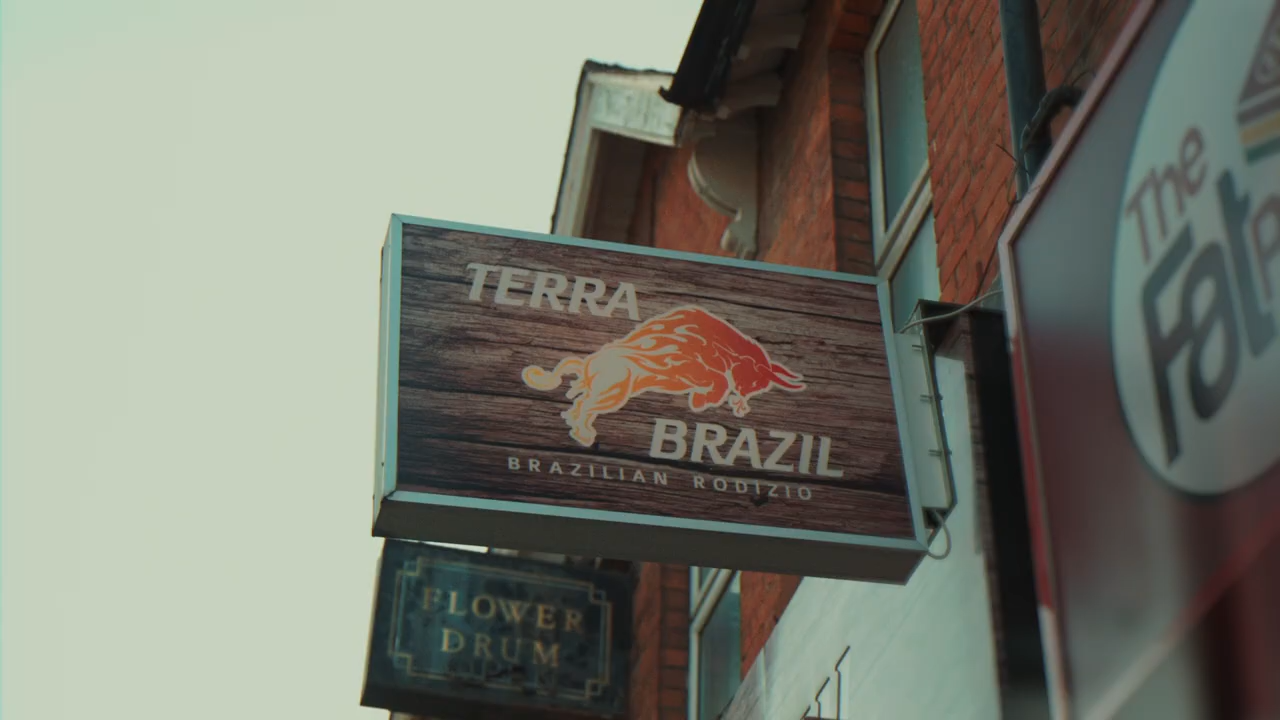 TERRA
BRAZIL
BRAZILIAN RODIZIO
FLOWER
DRUM
The
Fat